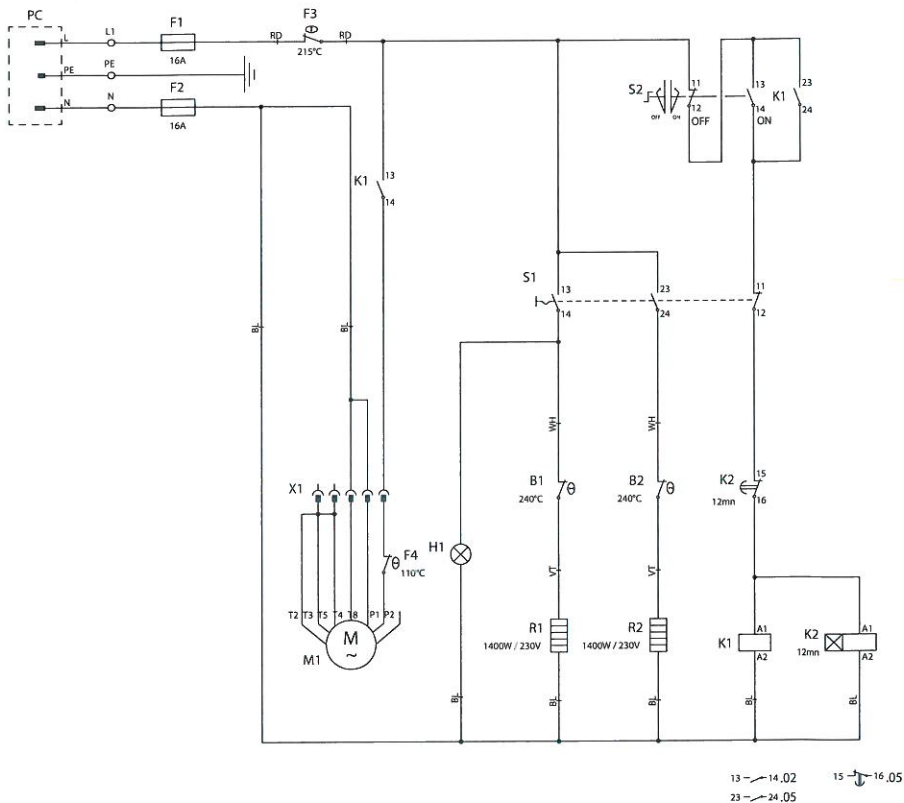 PC
F1
F3
L
L1
RD
RD
16A
215°C
PE
PE
N
N
F2
16A
S2
11
12
OFF
ON
OFF
13
14
ON
K1
23
24
K1
13
14
S1
13
14
23
24
11
12
BL
BL
WH
WH
X1
B1
240°C
B2
240°C
K2
12mn
15
16
H1
F4
110°C
VT
VT
T2
T3
T5
T4
T8
P1
P2
M
~
M1
R1
1400W / 230V
R2
1400W / 230V
K1
A1
A2
K2
12mn
A1
A2
BL
BL
BL
BL
BL
13 14 .02
15 16 .05
23 24 .05